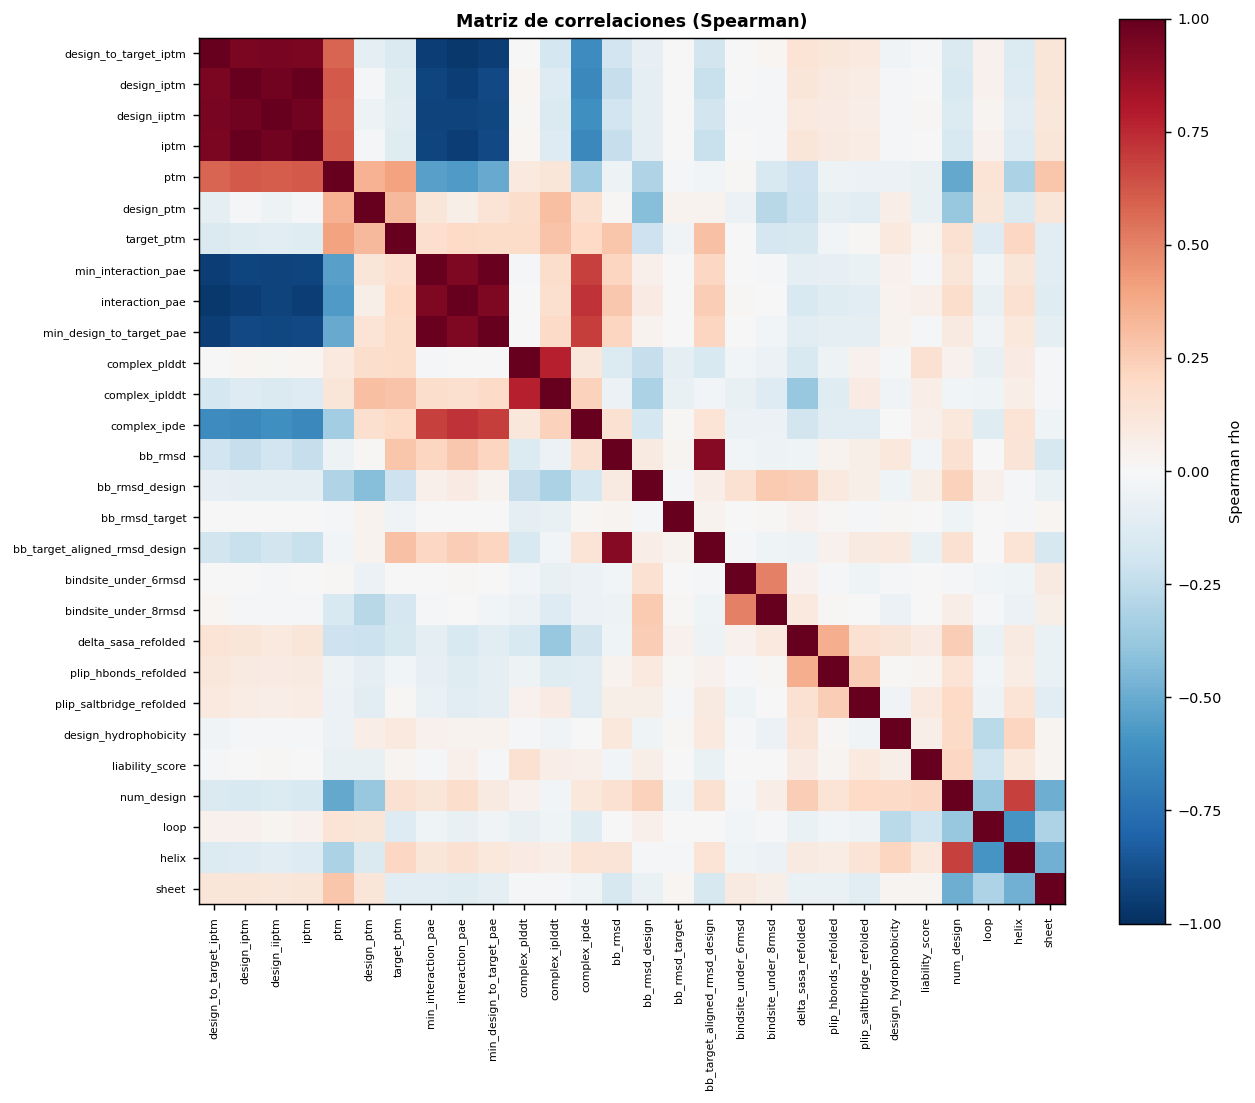 Matriz de correlaciones (Spearman)
design_to_target_iptm
design_iptm
design_iiptm
iptm
ptm
design_ptm
target_ptm
min_interaction_pae
interaction_pae
min_design_to_target_pae
complex_plddt
complex_iplddt
complex_ipde
bb_rmsd
bb_rmsd_design
bb_rmsd_target
bb_target_aligned_rmsd_design
bindsite_under_6rmsd
bindsite_under_8rmsd
delta_sasa_refolded
plip_hbonds_refolded
plip_saltbridge_refolded
design_hydrophobicity
liability_score
num_design
loop
helix
sheet
design_to_target_iptm
design_iptm
design_iiptm
iptm
ptm
design_ptm
target_ptm
min_interaction_pae
interaction_pae
min_design_to_target_pae
complex_plddt
complex_iplddt
complex_ipde
bb_rmsd
bb_rmsd_design
bb_rmsd_target
bb_target_aligned_rmsd_design
bindsite_under_6rmsd
bindsite_under_8rmsd
delta_sasa_refolded
plip_hbonds_refolded
plip_saltbridge_refolded
design_hydrophobicity
liability_score
num_design
loop
helix
sheet
1.00
0.75
0.50
0.25
0.00
−0.25
−0.50
−0.75
−1.00
Spearman rho